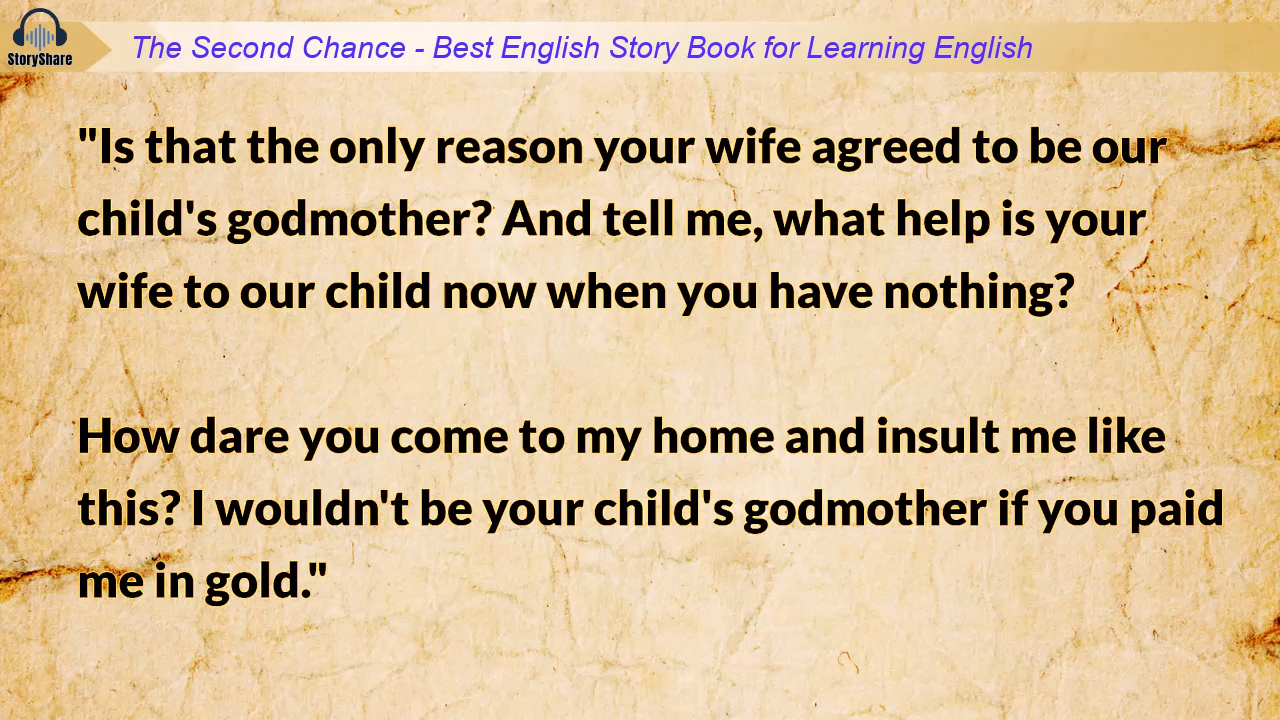 StoryShare
The Second Chance - Best English Story Book for Learning English
"Is that the only reason your wife agreed to be our
child's godmother? And tell me, what help is your
wife to our child now when you have nothing?
How dare you come to my home and insult me like
this? I wouldn't be your child's godmother if you paid
me in gold."